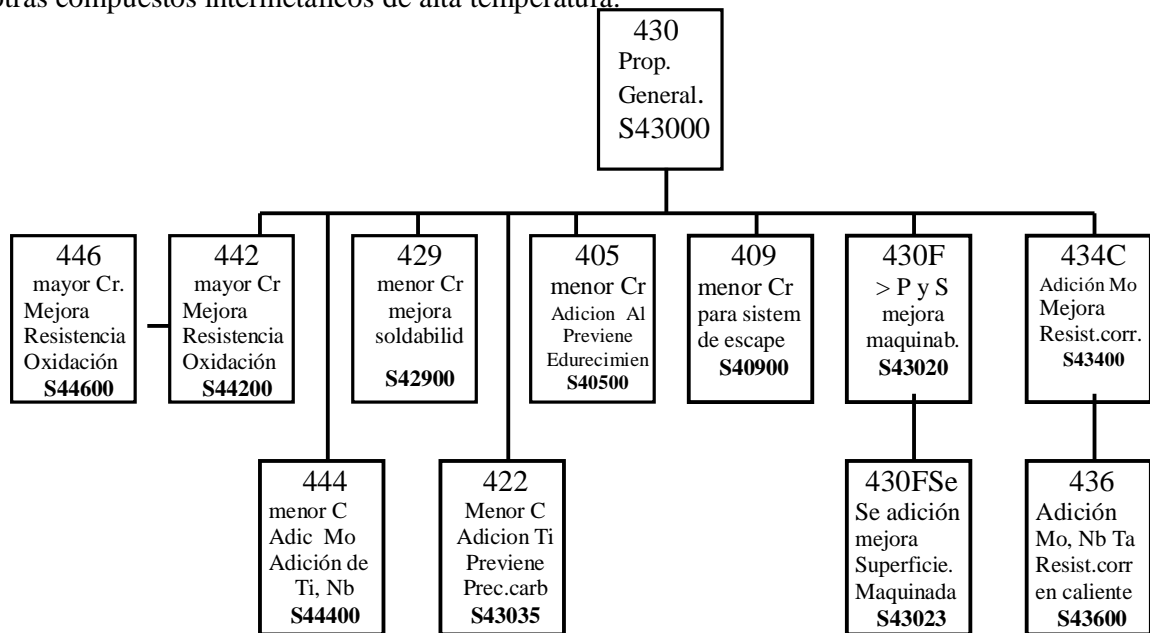 otras compuestos intermetálicos de alta temperatura.
430
Prop.
General.
S43000
446
mayor Cr.
Mejora
Resistencia
Oxidación
S44600
442
mayor Cr
Mejora
Resistencia
Oxidación
S44200
429
menor Cr
mejora
soldabilid
S42900
405
menor Cr
Adicion Al
Previene
Edurecimien
S40500
409
menor Cr
para sistem
de escape
S40900
430F
> P y S
mejora
maquinab.
S43020
434C
Adición Mo
Mejora
Resist.corr.
S43400
444
menor C
Adic Mo
Adición de
Ti, Nb
S44400
422
Menor C
Adicion Ti
Previene
Prec.carb
S43035
430FSe
Se adición
mejora
Superficie.
Maquinada
S43023
436
Adición
Mo, Nb Ta
Resist.corr
en caliente
S43600